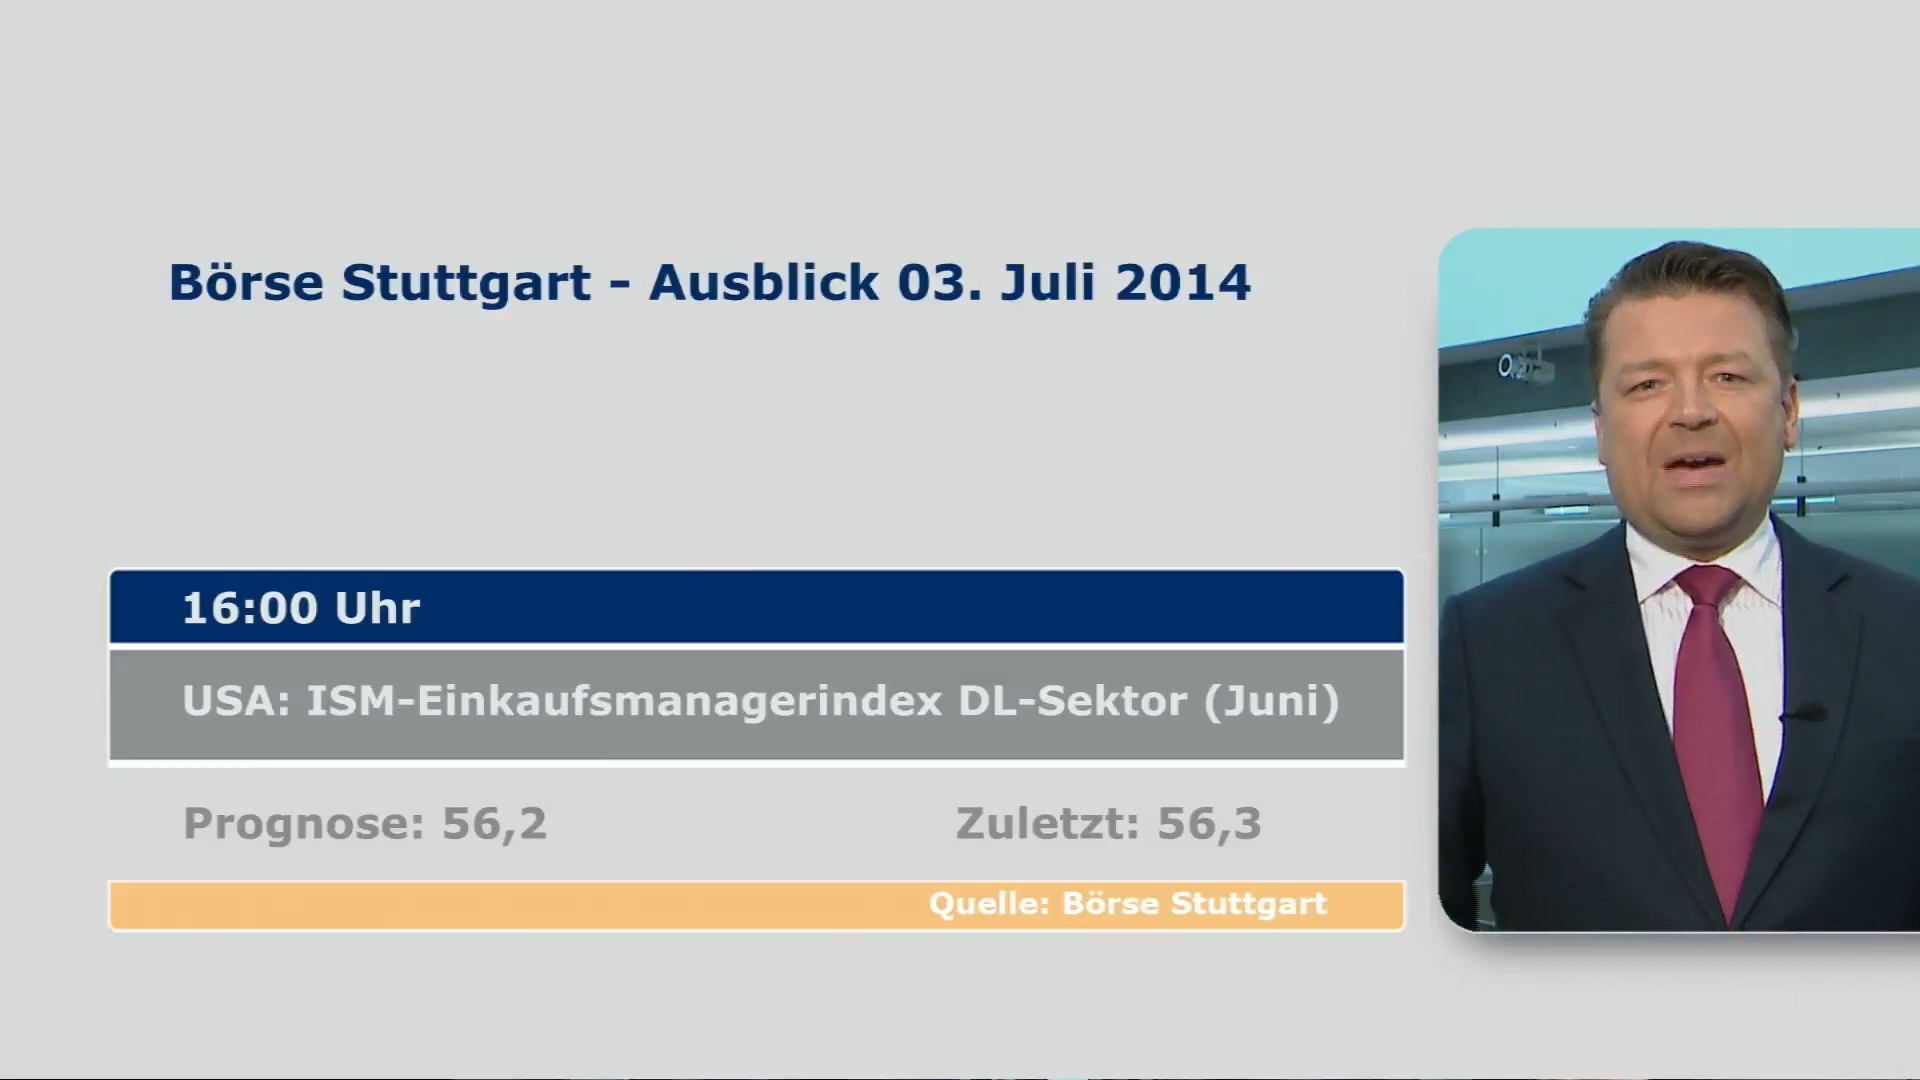 Börse Stuttgart - Ausblick 03. Juli 2014
16:00 Uhr
USA: ISM-Einkaufsmanagerindex DL-Sektor (Juni)
Prognose: 56,2 Zuletzt: 56,3
Quelle: Börse Stuttgart